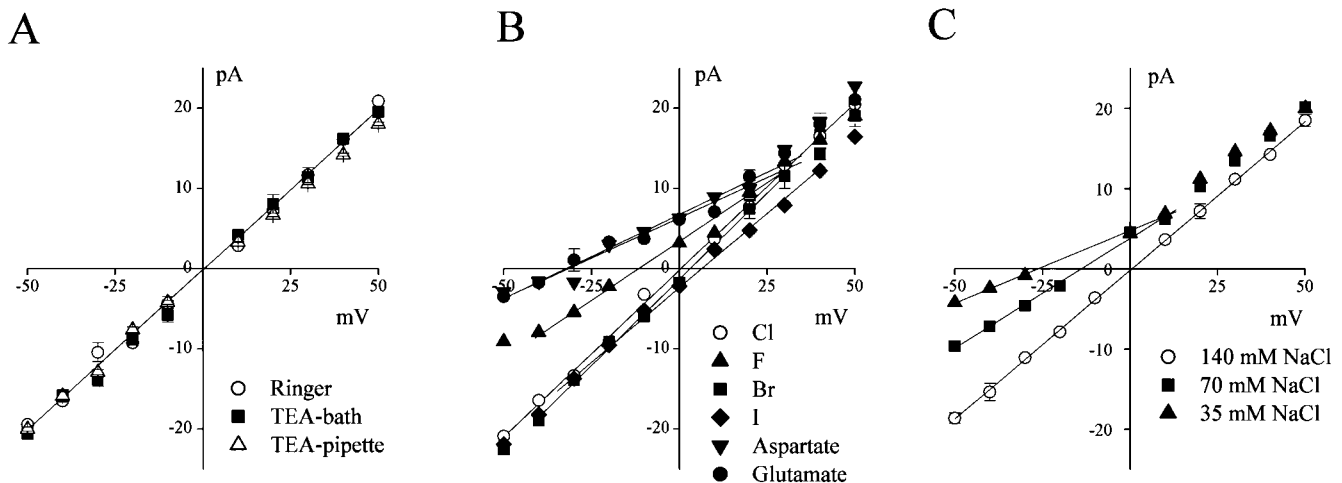 A
pA
20
10
0
-50
-25
25
50
mV
-10
-20
Ringer
TEA-bath
TEA-pipette
B
pA
20
10
0
-50
-25
25
50
mV
-10
-20
Cl
F
Br
I
Aspartate
Glutamate
C
pA
20
10
0
-50
-25
25
50
mV
-10
-20
140 mM NaCl
70 mM NaCl
35 mM NaCl